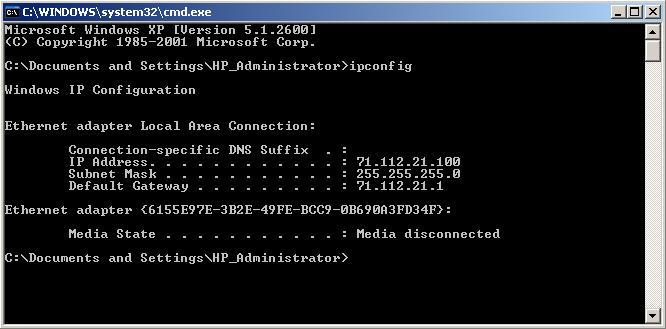 C:\WINDOWS\system32\cmd.exe
Microsoft Windows XP [Version 5.1.2600]
(C) Copyright 1985-2001 Microsoft Corp.
C:\Documents and Settings\HP_Administrator>ipconfig
Windows IP Configuration
Ethernet adapter Local Area Connection:
Connection-specific DNS Suffix . :
IP Address. . . . . . . . . . . . : 71.112.21.100
Subnet Mask . . . . . . . . . . . : 255.255.255.0
Default Gateway . . . . . . . . . : 71.112.21.1
Ethernet adapter {6155E97E-3B2E-49FE-BCC9-0B690A3FD34F}:
Media State . . . . . . . . . . . : Media disconnected
C:\Documents and Settings\HP_Administrator>